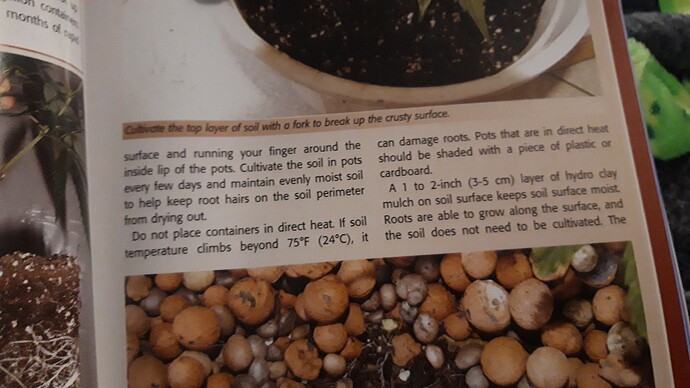 months of rapid
Cultivate the top layer of soil with a fork to break up the crusty surface.
surface and running your finger around the
inside lip of the pots. Cultivate the soil in pots
every few days and maintain evenly moist soil
to help keep root hairs on the soil perimeter
from drying out.
Do not place containers in direct heat. If soil
temperature climbs beyond 75°F (24°C), it
can damage roots. Pots that are in direct heat
should be shaded with a piece of plastic or
cardboard.
A 1 to 2-inch (3-5 cm) layer of hydro clay
mulch on soil surface keeps soil surface moist.
Roots are able to grow along the surface, and
the soil does not need to be cultivated. The